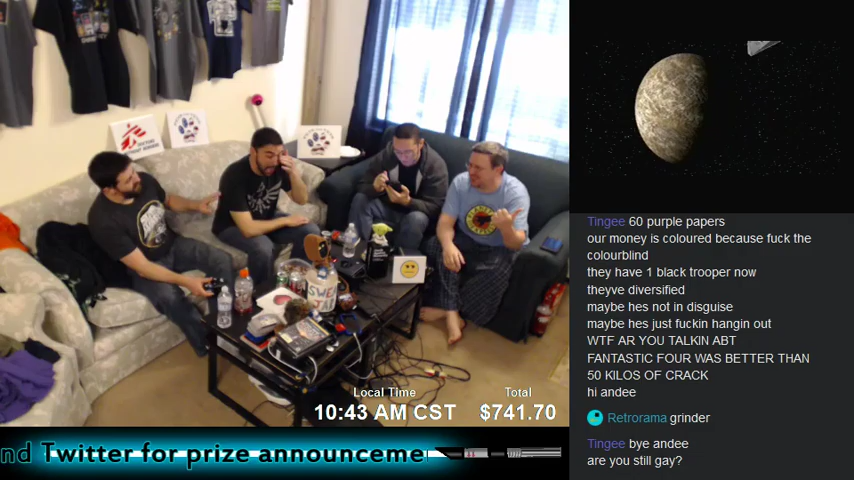 SWEAR
JAR
Local Time
10:43 AM CST
Total
$741.70
nd Twitter for prize announceme
Tingee 60 purple papers
our money is coloured because fuck the
colourblind
they have 1 black trooper now
theyve diversified
maybe hes not in disguise
maybe hes just fuckin hangin out
WTF AR YOU TALKIN ABT
FANTASTIC FOUR WAS BETTER THAN
50 KILOS OF CRACK
hi andee
Retrorama grinder
Tingee bye andee
are you still gay?